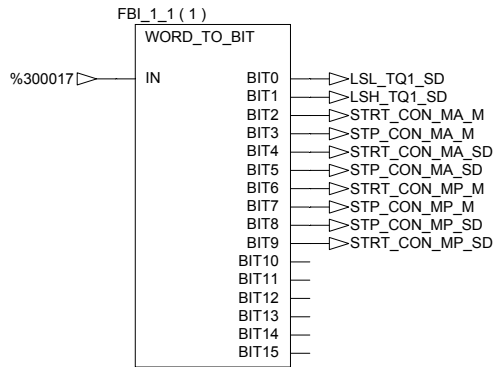 FBI_1_1 ( 1 )
WORD_TO_BIT
%300017 IN BIT0 LSL_TQ1_SD
BIT1 LSH_TQ1_SD
BIT2 STRT_CON_MA_M
BIT3 STP_CON_MA_M
BIT4 STRT_CON_MA_SD
BIT5 STP_CON_MA_SD
BIT6 STRT_CON_MP_M
BIT7 STP_CON_MP_M
BIT8 STP_CON_MP_SD
BIT9 STRT_CON_MP_SD
BIT10
BIT11
BIT12
BIT13
BIT14
BIT15